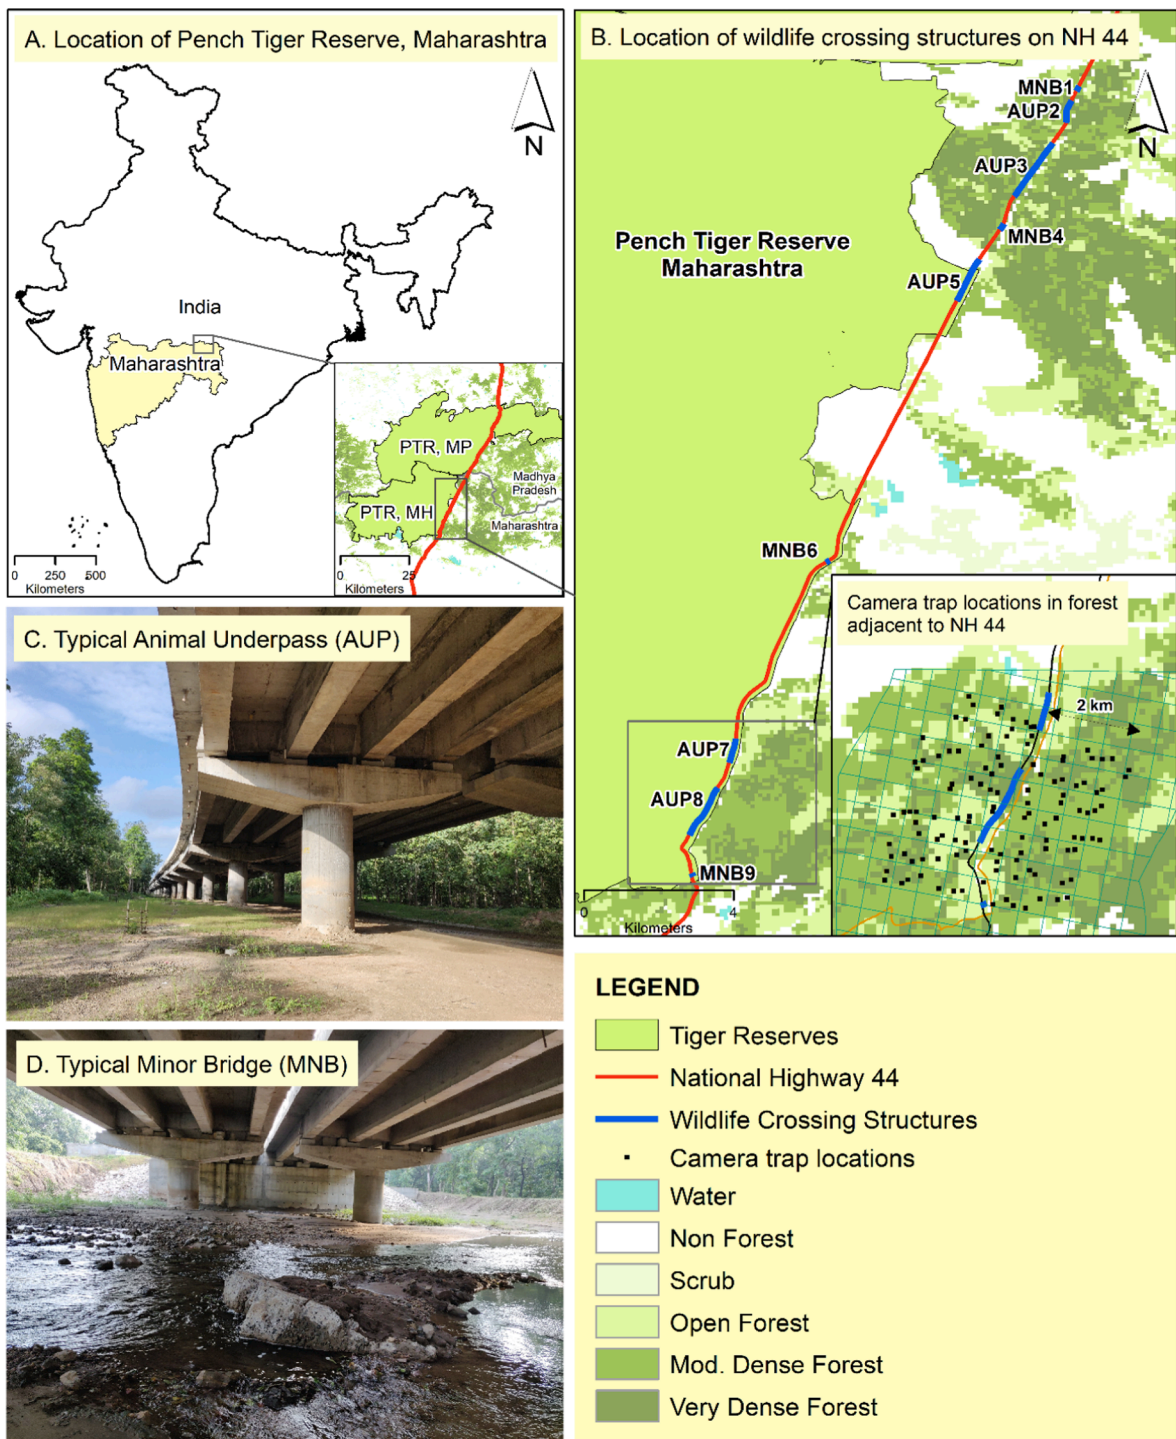 A. Location of Pench Tiger Reserve, Maharashtra
N
India
Maharashtra
0 250 500
Kilometers
PTR, MP
Madhya
Pradesh
PTR, MH
Maharashtra
0 25
Kilometers
B. Location of wildlife crossing structures on NH 44
MNB1
AUP2
N
AUP3
MNB4
Pench Tiger Reserve
Maharashtra
AUP5
MNB6
AUP7
AUP8
MNB9
0 4
Kilometers
Camera trap locations in forest
adjacent to NH 44
2 km
C. Typical Animal Underpass (AUP)
D. Typical Minor Bridge (MNB)
LEGEND
Tiger Reserves
National Highway 44
Wildlife Crossing Structures
Camera trap locations
Water
Non Forest
Scrub
Open Forest
Mod. Dense Forest
Very Dense Forest